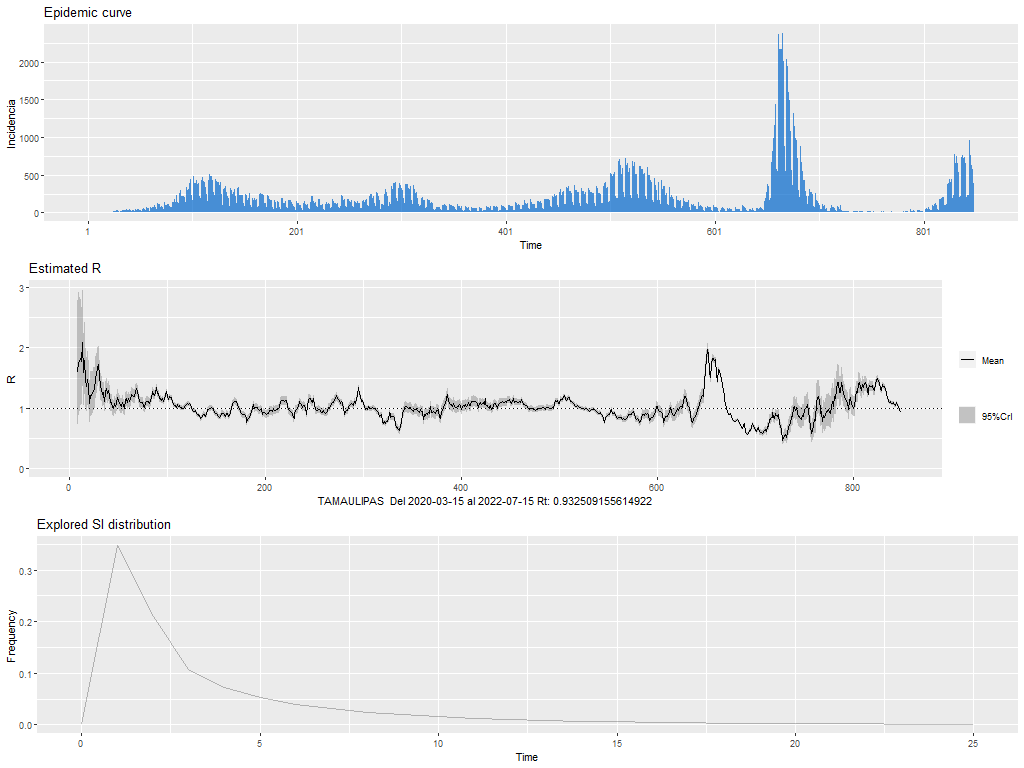 Epidemic curve
2000
1500
1000
500
0
Incidencia
1 201 401 601 801
Time
Estimated R
3
2
1
0
R
Mean
95%CrI
0 200 400 600 800
TAMAULIPAS Del 2020-03-15 al 2022-07-15 Rt: 0.932509155614922
Explored SI distribution
0.3
0.2
0.1
0.0
Frequency
0 5 10 15 20 25
Time